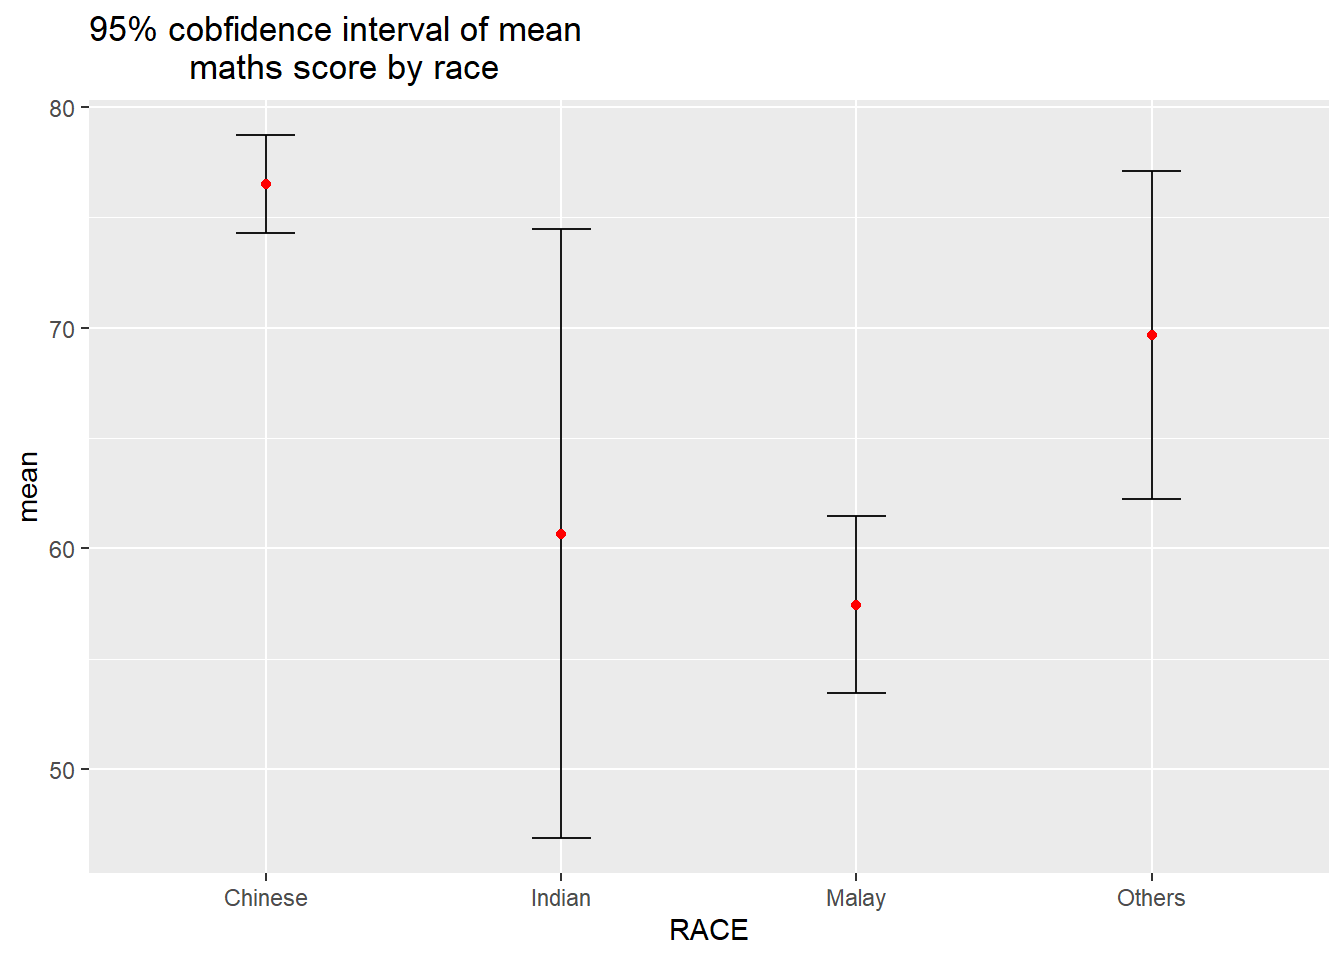 95% cobfidence interval of mean
maths score by race
80
70
60
50
mean
Chinese Indian Malay Others
RACE